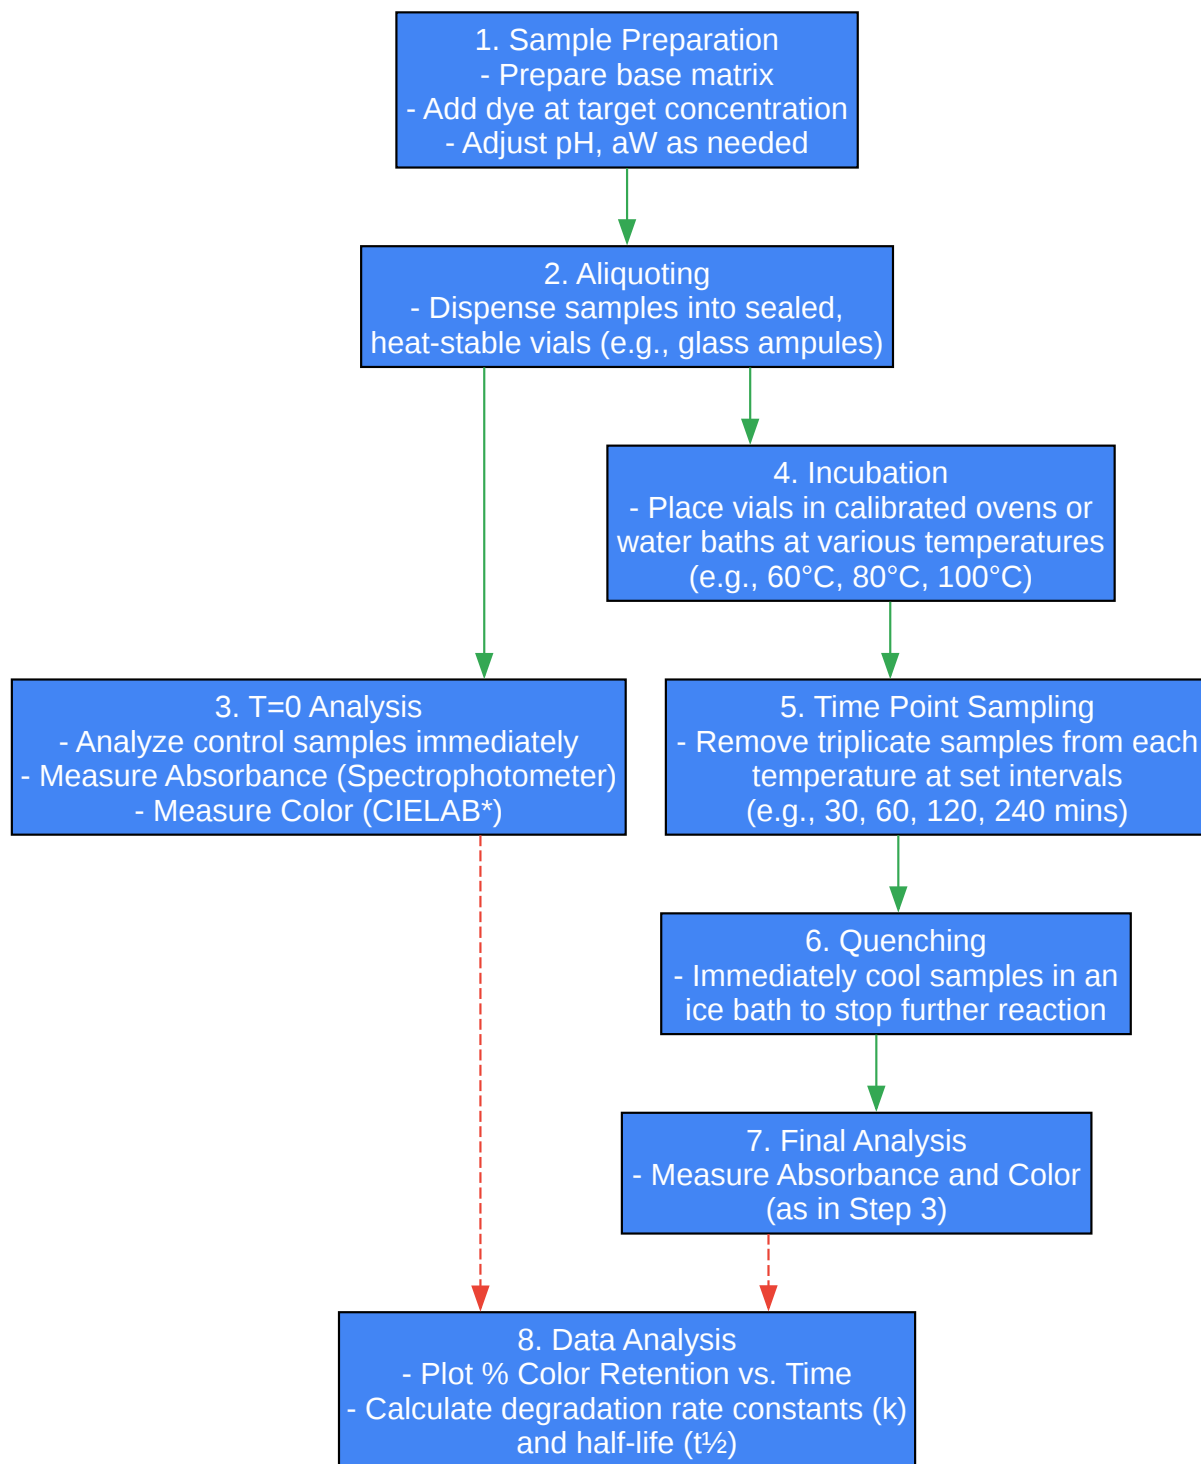 1. Sample Preparation
- Prepare base matrix
- Add dye at target concentration
- Adjust pH, aW as needed
2. Aliquoting
- Dispense samples into sealed,
heat-stable vials (e.g., glass ampules)
4. Incubation
- Place vials in calibrated ovens or
water baths at various temperatures
(e.g., 60°C, 80°C, 100°C)
3. T=0 Analysis
- Analyze control samples immediately
- Measure Absorbance (Spectrophotometer)
- Measure Color (CIELAB*)
5. Time Point Sampling
- Remove triplicate samples from each
temperature at set intervals
(e.g., 30, 60, 120, 240 mins)
6. Quenching
- Immediately cool samples in an
ice bath to stop further reaction
7. Final Analysis
- Measure Absorbance and Color
(as in Step 3)
8. Data Analysis
- Plot % Color Retention vs. Time
- Calculate degradation rate constants (k)
and half-life (t½)